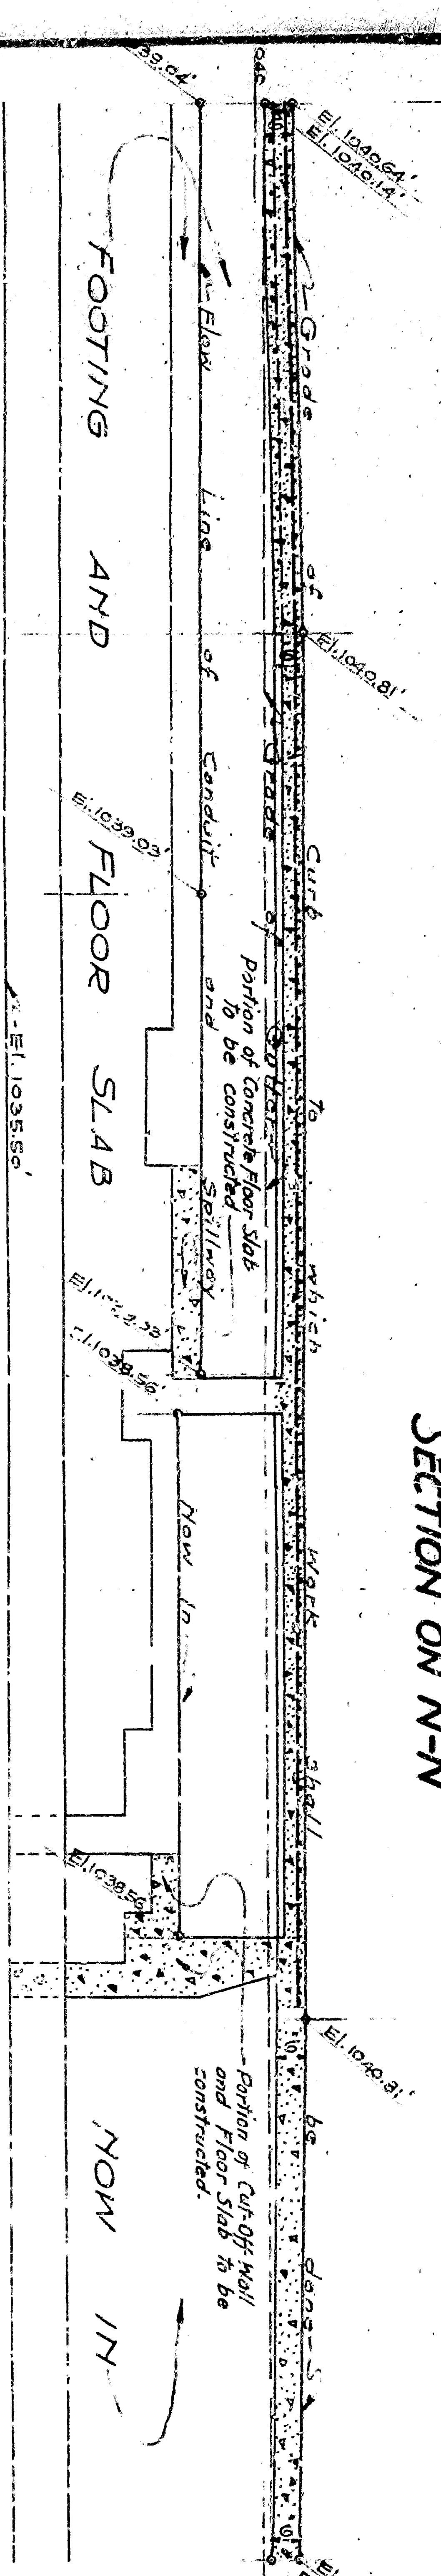 SECTION ON N-N
El. 1040.64'
El. 1040.14'
Grade of Curb to which work shall be done-S
El. 1040.81'
El. 1040.81'
Grade of Gutter
39.04'
Flow Line of Conduit and Spillway
Portion of Concrete Floor Slab
To be constructed
El. 1039.03'
El. 1038.56'
Now in
El. 1038.56
Portion of Cut-Off Wall
and Floor Slab to be
constructed.
FOOTING AND FLOOR SLAB NOW IN
El. 1035.50'